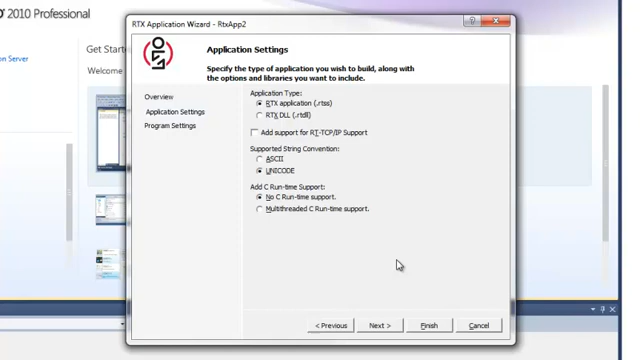 2010 Professional
on Server
Get Start
Welcome
RTX Application Wizard - RtxApp2
Application Settings
Specify the type of application you wish to build, along with
the options and libraries you want to include.
Overview
Application Settings
Program Settings
Application Type:
RTX application (.rtss)
RTX DLL (.rtdll)
Add support for RT-TCP/IP Support
Supported String Convention:
ASCII
UNICODE
Add C Run-time Support:
No C Run-time support.
Multithreaded C Run-time support.
< Previous
Next >
Finish
Cancel